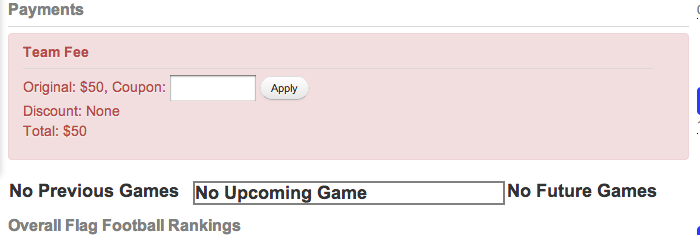 Payments
Team Fee
Original: $50, Coupon: Apply
Discount: None
Total: $50
No Previous Games No Upcoming Game No Future Games
Overall Flag Football Rankings